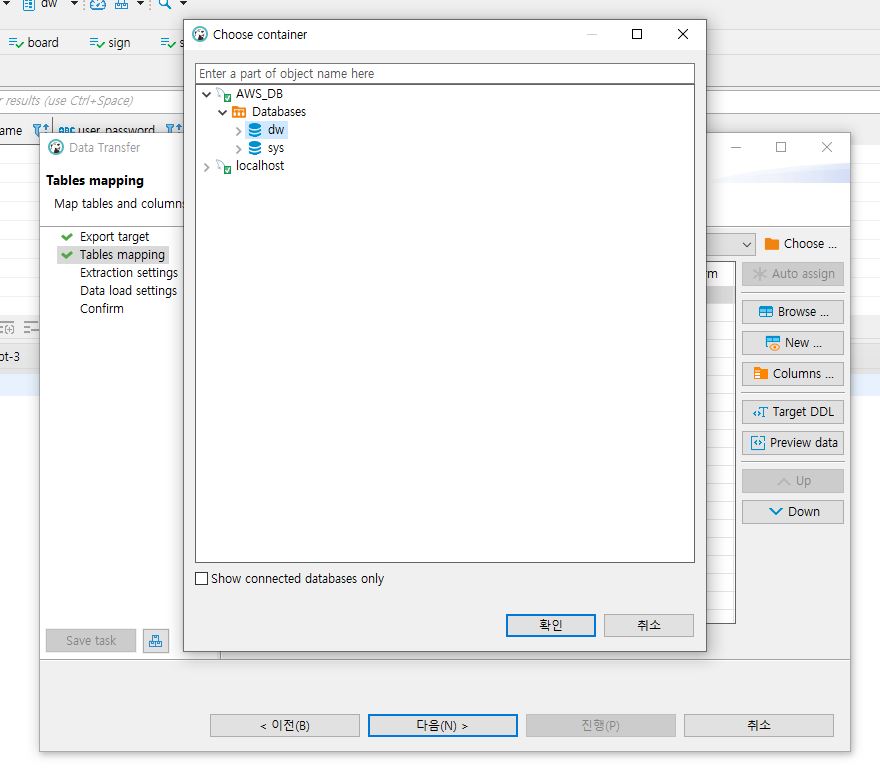 dw
board
sign
results (use Ctrl+Space)
ame
ABC user_password
Choose container
Enter a part of object name here
AWS_DB
Databases
dw
sys
localhost
Show connected databases only
확인
취소
Data Transfer
Tables mapping
Map tables and columns
Export target
Tables mapping
Extraction settings
Data load settings
Confirm
Choose ...
Auto assign
Browse ...
New ...
Columns ...
Target DDL
Preview data
Up
Down
Save task
< 이전(B)
다음(N) >
진행(P)
취소